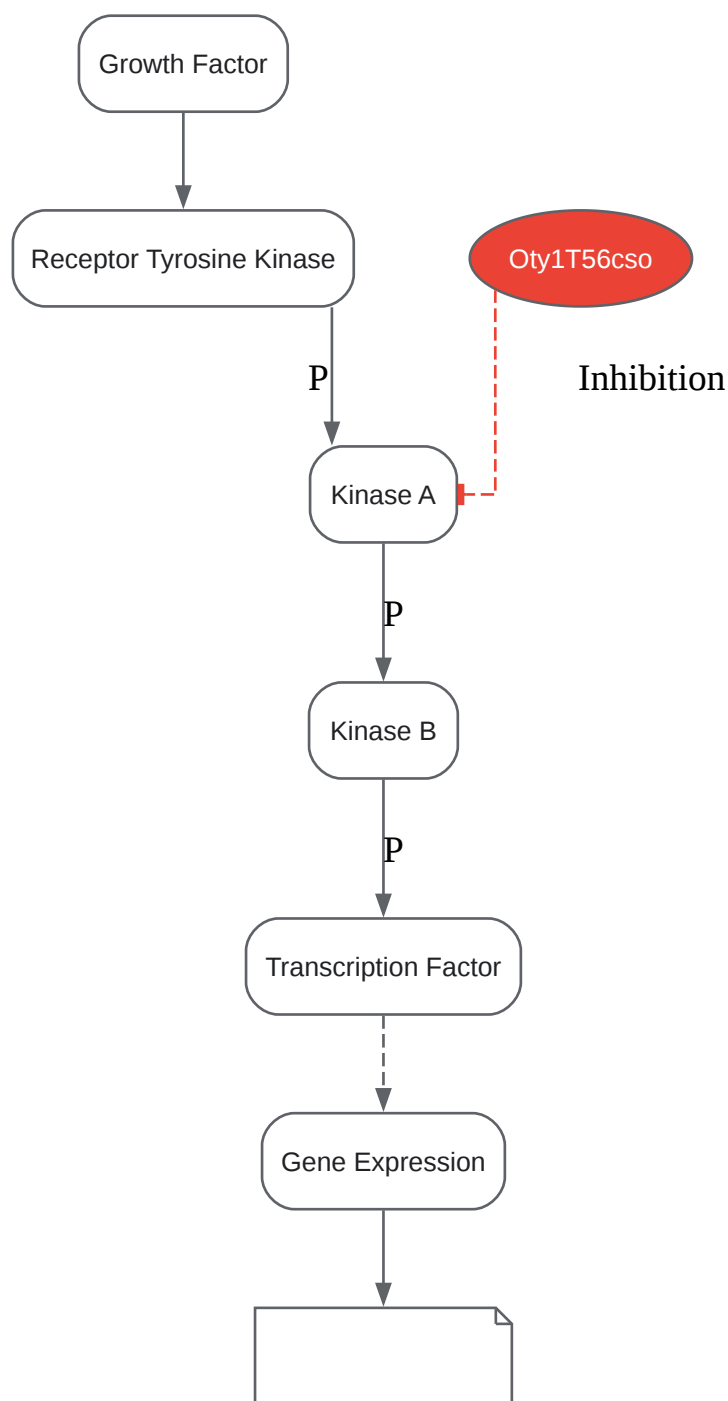 Growth Factor
Receptor Tyrosine Kinase
Oty1T56cso
P
Inhibition
Kinase A
P
Kinase B
P
Transcription Factor
Gene Expression